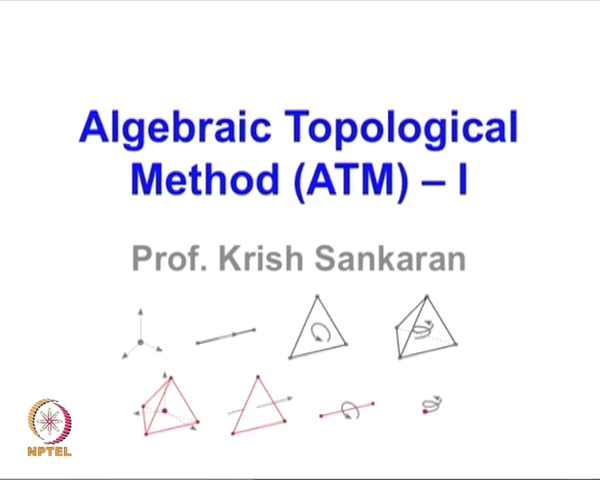 Algebraic Topological
Method (ATM) – I
Prof. Krish Sankaran
NPTEL